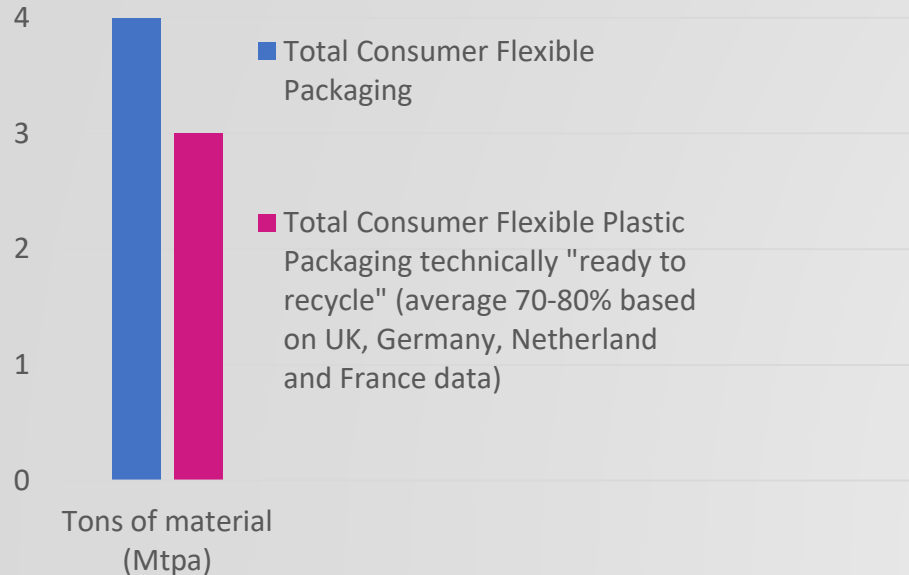 4
3
2
1
0
Tons of material
(Mtpa)
Total Consumer Flexible
Packaging
Total Consumer Flexible Plastic
Packaging technically "ready to
recycle" (average 70-80% based
on UK, Germany, Netherland
and France data)